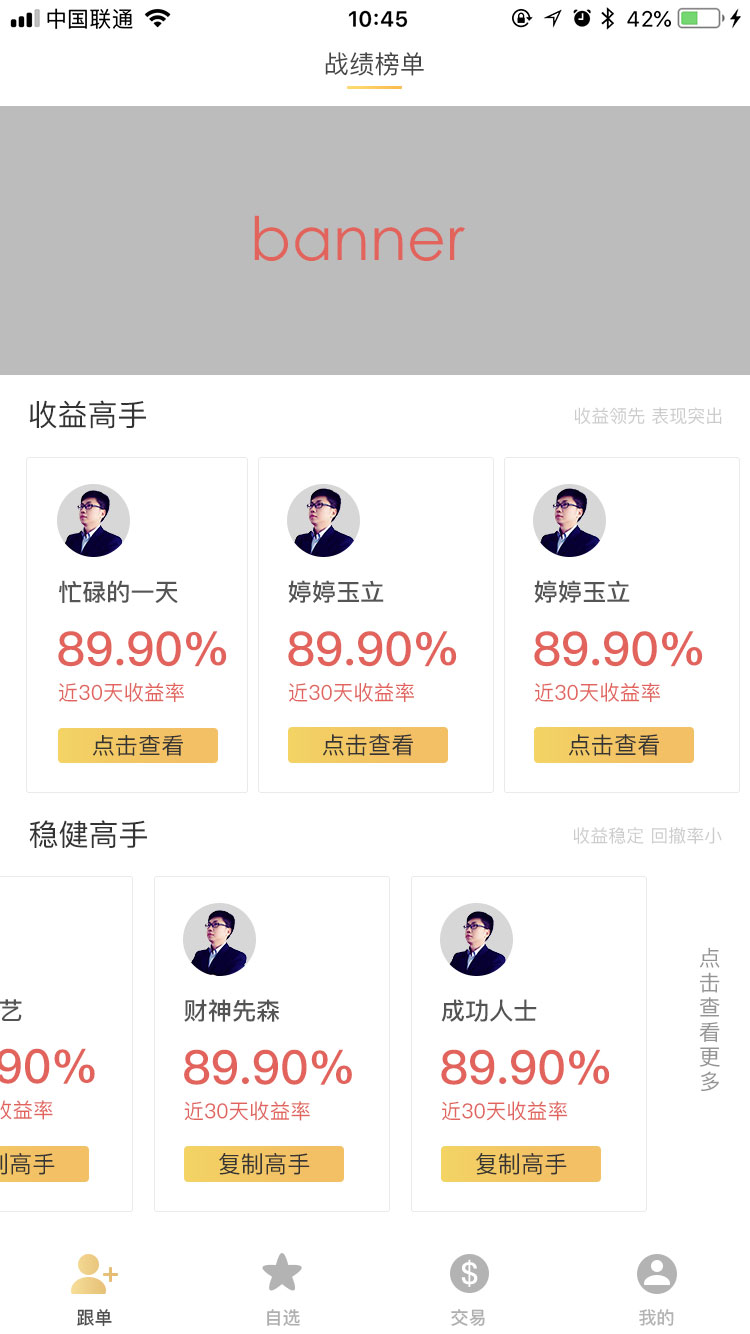 中国联通
10:45
42%
战绩榜单
banner
收益高手
收益领先 表现突出
忙碌的一天
89.90%
近30天收益率
点击查看
婷婷玉立
89.90%
近30天收益率
点击查看
婷婷玉立
89.90%
近30天收益率
点击查看
稳健高手
收益稳定 回撤率小
艺
90%
收益率
制高手
财神先森
89.90%
近30天收益率
复制高手
成功人士
89.90%
近30天收益率
复制高手
点击查看更多
跟单
自选
交易
我的